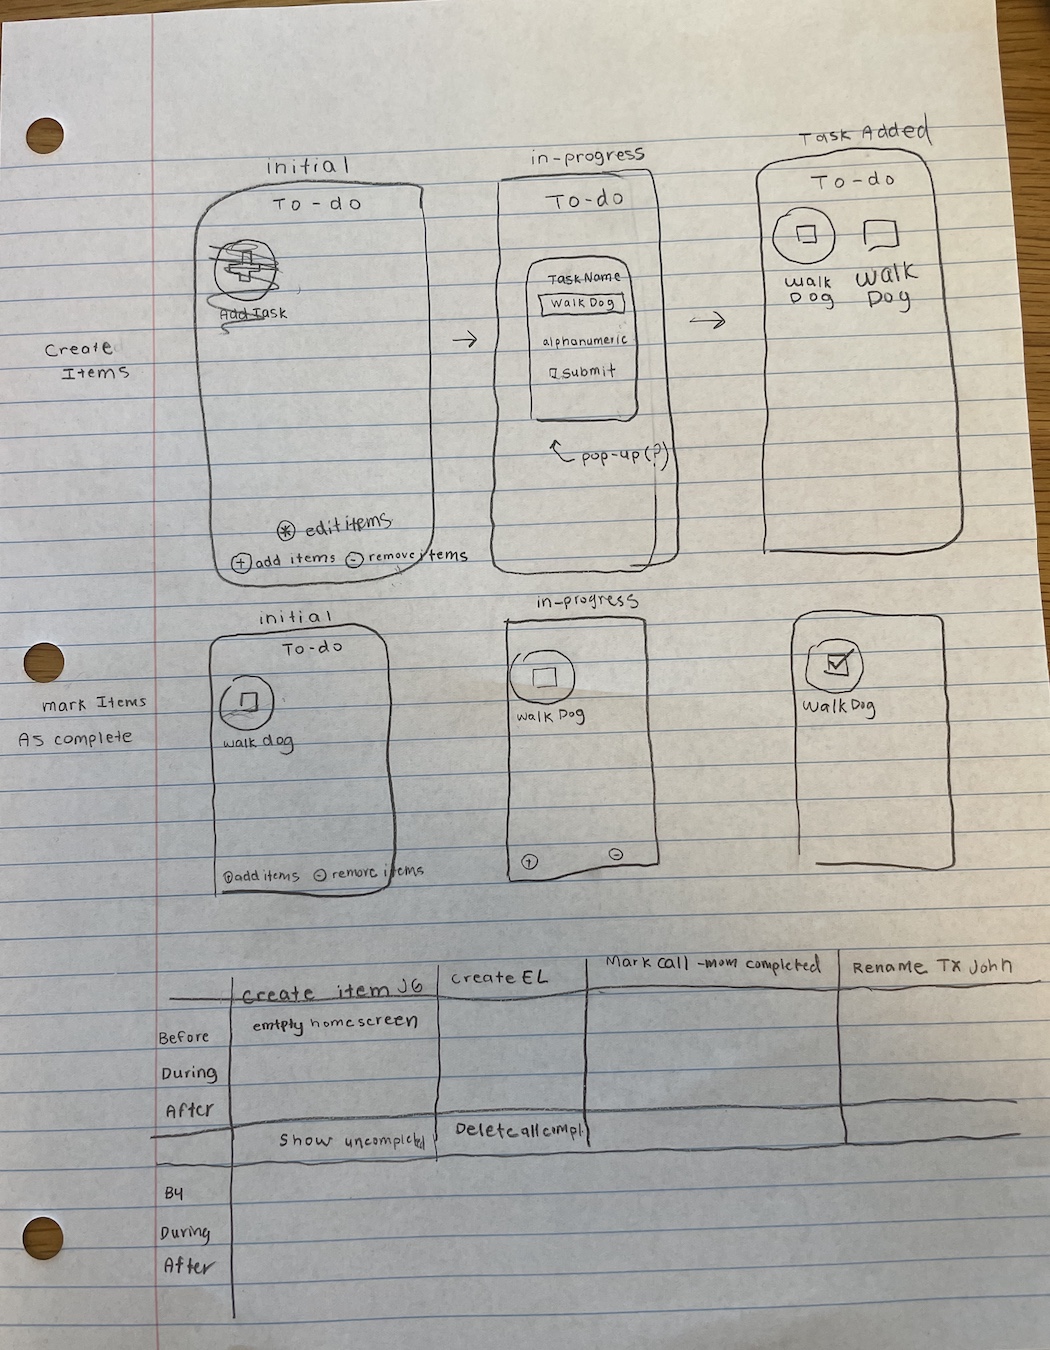 Task Added
initial
in-progress
To-do
To-do
To-do
Add Task
Task Name
walk Dog
alphanumeric
submit
walk
Dog
walk
Dog
Create
Items
pop-up(?)
edit items
+ add items - remove items
initial
in-progress
To-do
mark Items
As complete
walk dog
walk Dog
walk Dog
add items - remove items
+ -
create item JG
Create EL
Mark call-mom completed
Rename TX John
Before
emtply home screen
During
After
Show uncompleted
Delete all compl
By
During
After